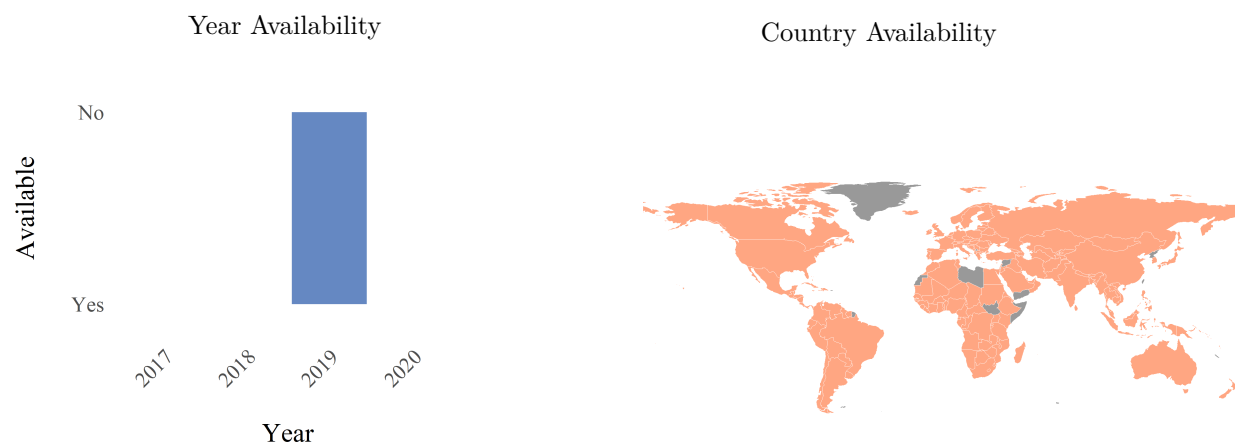 Year Availability
No
Yes
Available
2017
2018
2019
2020
Year
Country Availability